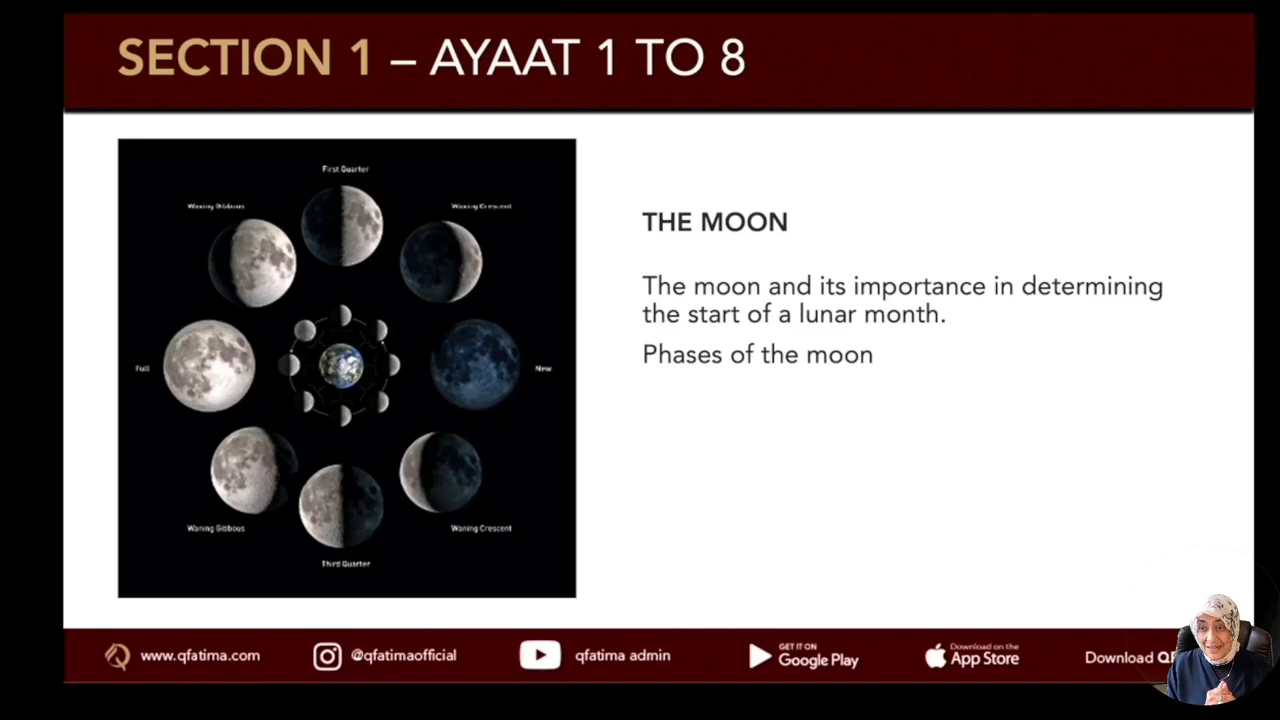 SECTION 1 – AYAAT 1 TO 8
First Quarter
Waxing Gibbous
Waxing Crescent
Full
New
Waning Gibbous
Waning Crescent
Third Quarter
THE MOON
The moon and its importance in determining
the start of a lunar month.
Phases of the moon
www.qfatima.com
@qfatimaofficial
qfatima admin
GET IT ON
Google Play
Download on the
App Store
Download